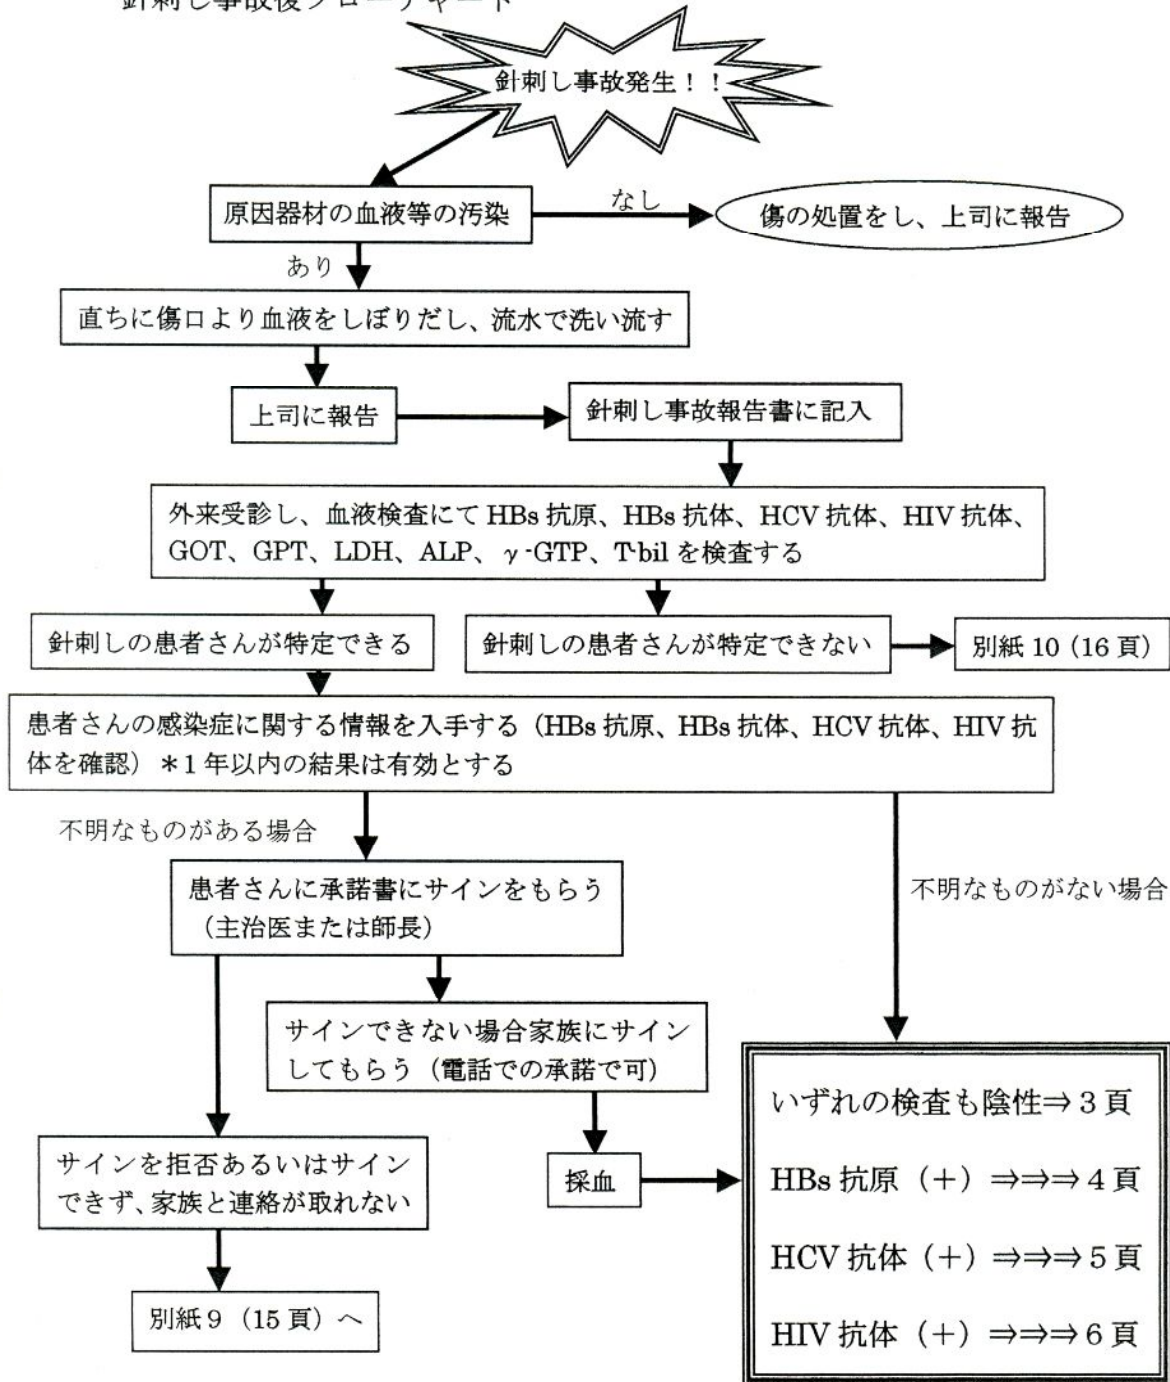 針刺し事故後フローチャート
針刺し事故発生！！
原因器材の血液等の汚染
なし
傷の処置をし、上司に報告
あり
直ちに傷口より血液をしぼりだし、流水で洗い流す
上司に報告
針刺し事故報告書に記入
外来受診し、血液検査にて HBs 抗原、HBs 抗体、HCV 抗体、HIV 抗体、
GOT、GPT、LDH、ALP、γ-GTP、T-bil を検査する
針刺しの患者さんが特定できる
針刺しの患者さんが特定できない
別紙 10（16 頁）
患者さんの感染症に関する情報を入手する（HBs 抗原、HBs 抗体、HCV 抗体、HIV 抗
体を確認）＊1 年以内の結果は有効とする
不明なものがある場合
不明なものがない場合
患者さんに承諾書にサインをもらう
（主治医または師長）
サインできない場合家族にサイン
してもらう（電話での承諾で可）
サインを拒否あるいはサイン
できず、家族と連絡が取れない
採血
別紙９（15 頁）へ
いずれの検査も陰性⇒３頁
HBs 抗原（＋）⇒⇒⇒４頁
HCV 抗体（＋）⇒⇒⇒５頁
HIV 抗体（＋）⇒⇒⇒６頁